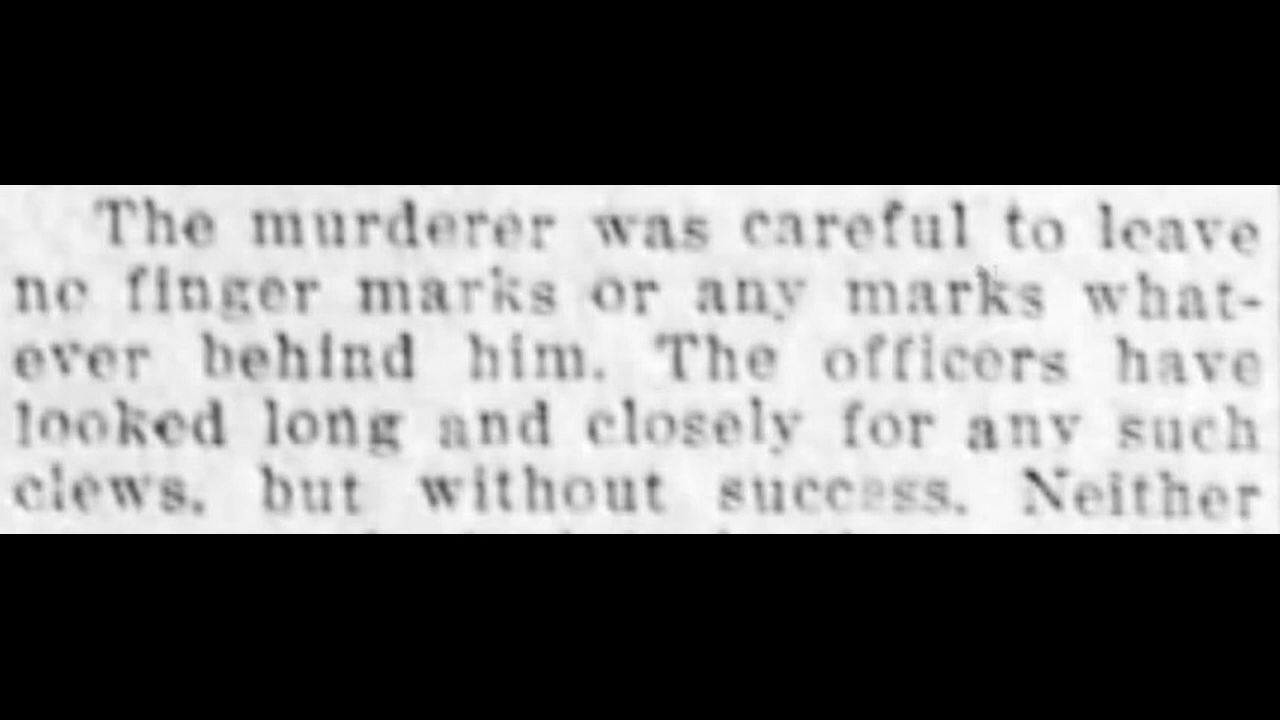 The murderer was careful to leave
no finger marks or any marks what-
ever behind him. The officers have
looked long and closely for any such
clews, but without success. Neither